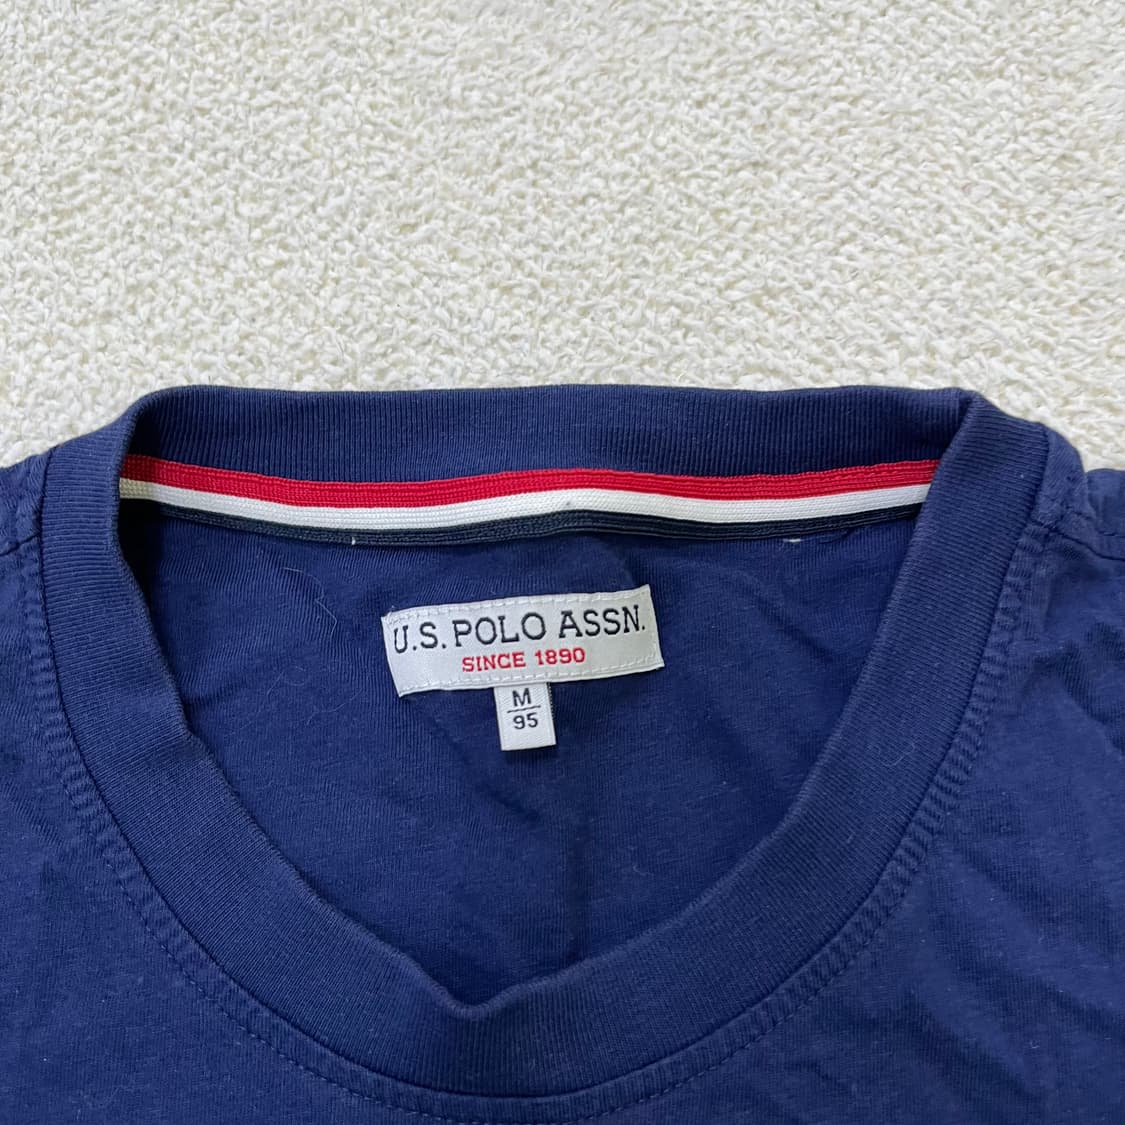 U.S. POLO ASSN.
SINCE 1890
M
95